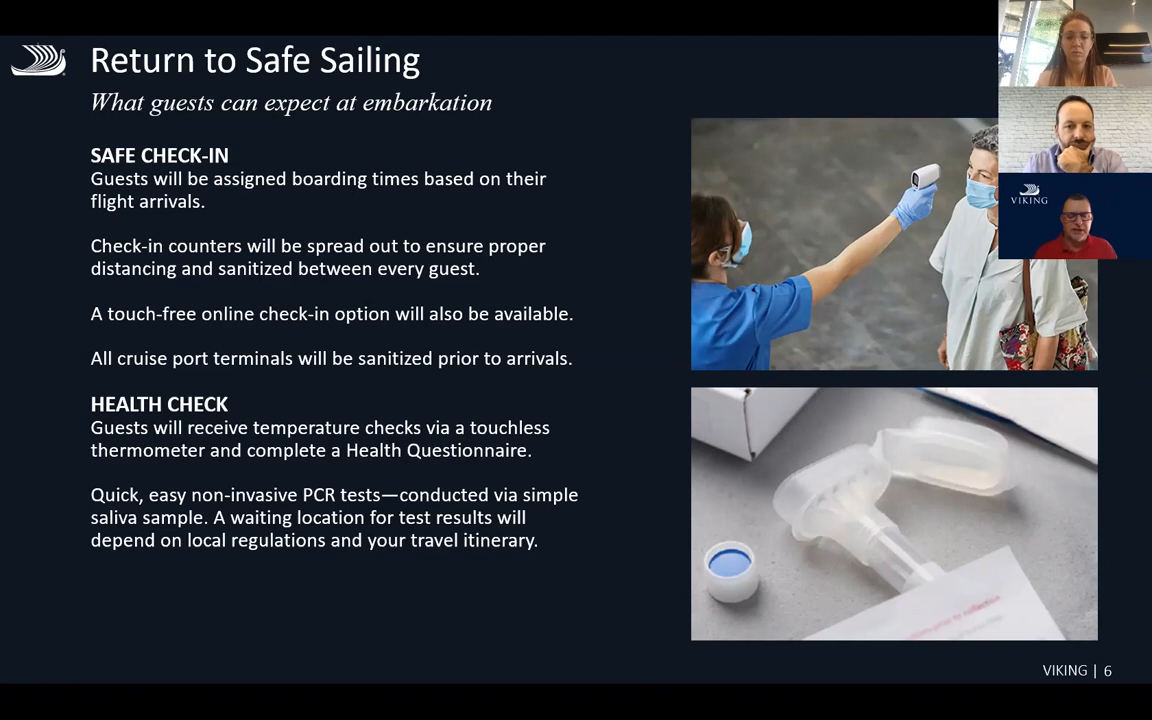 Return to Safe Sailing
What guests can expect at embarkation
SAFE CHECK-IN
Guests will be assigned boarding times based on their
flight arrivals.
Check-in counters will be spread out to ensure proper
distancing and sanitized between every guest.
A touch-free online check-in option will also be available.
All cruise port terminals will be sanitized prior to arrivals.
HEALTH CHECK
Guests will receive temperature checks via a touchless
thermometer and complete a Health Questionnaire.
Quick, easy non-invasive PCR tests—conducted via simple
saliva sample. A waiting location for test results will
depend on local regulations and your travel itinerary.
VIKING
VIKING | 6